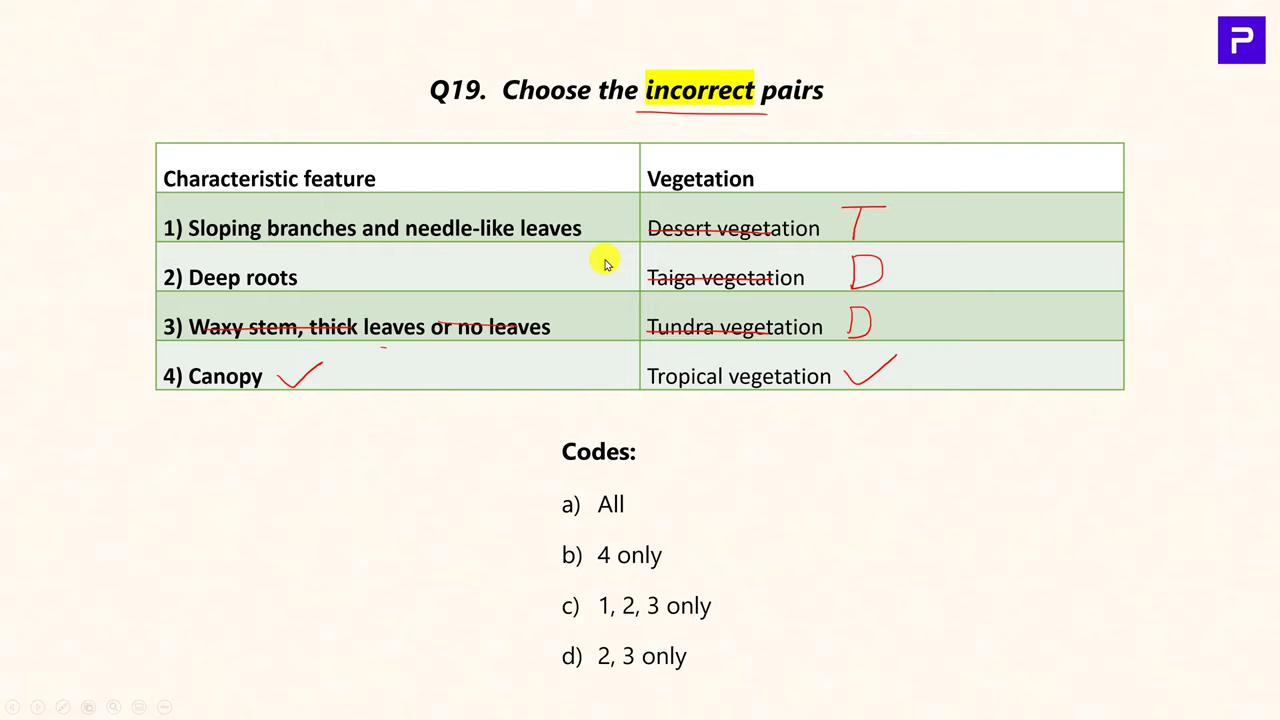 P
Q19. Choose the incorrect pairs
Characteristic feature Vegetation
1) Sloping branches and needle-like leaves Desert vegetation T
2) Deep roots Taiga vegetation D
3) Waxy stem, thick leaves or no leaves Tundra vegetation D
4) Canopy Tropical vegetation
Codes:
a) All
b) 4 only
c) 1, 2, 3 only
d) 2, 3 only